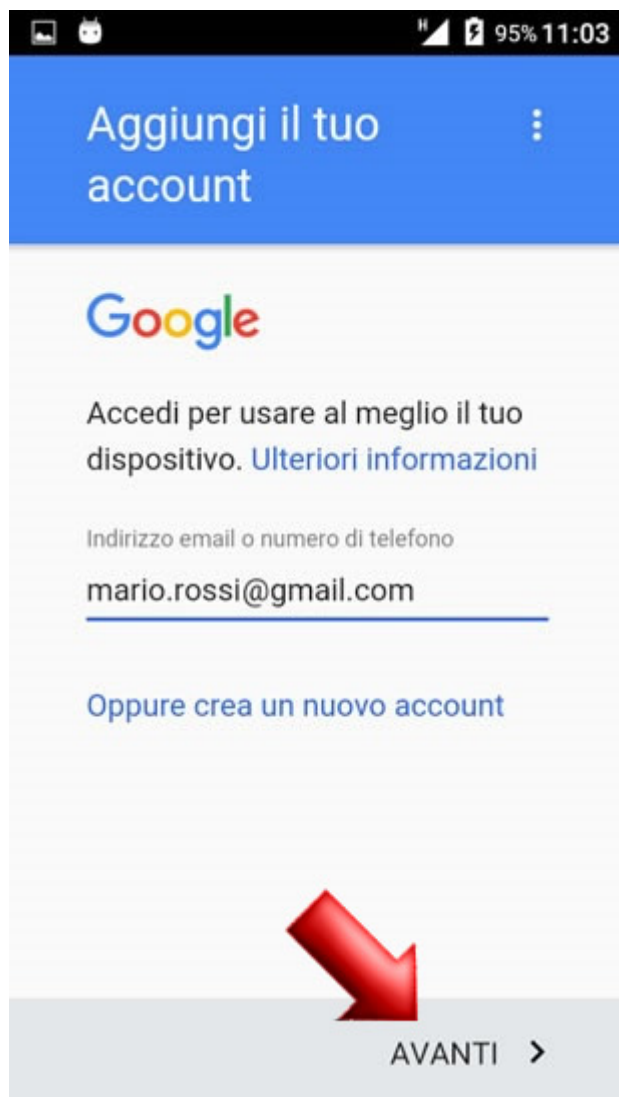 H 95% 11:03
Aggiungi il tuo
account
Google
Accedi per usare al meglio il tuo
dispositivo. Ulteriori informazioni
Indirizzo email o numero di telefono
mario.rossi@gmail.com
Oppure crea un nuovo account
AVANTI